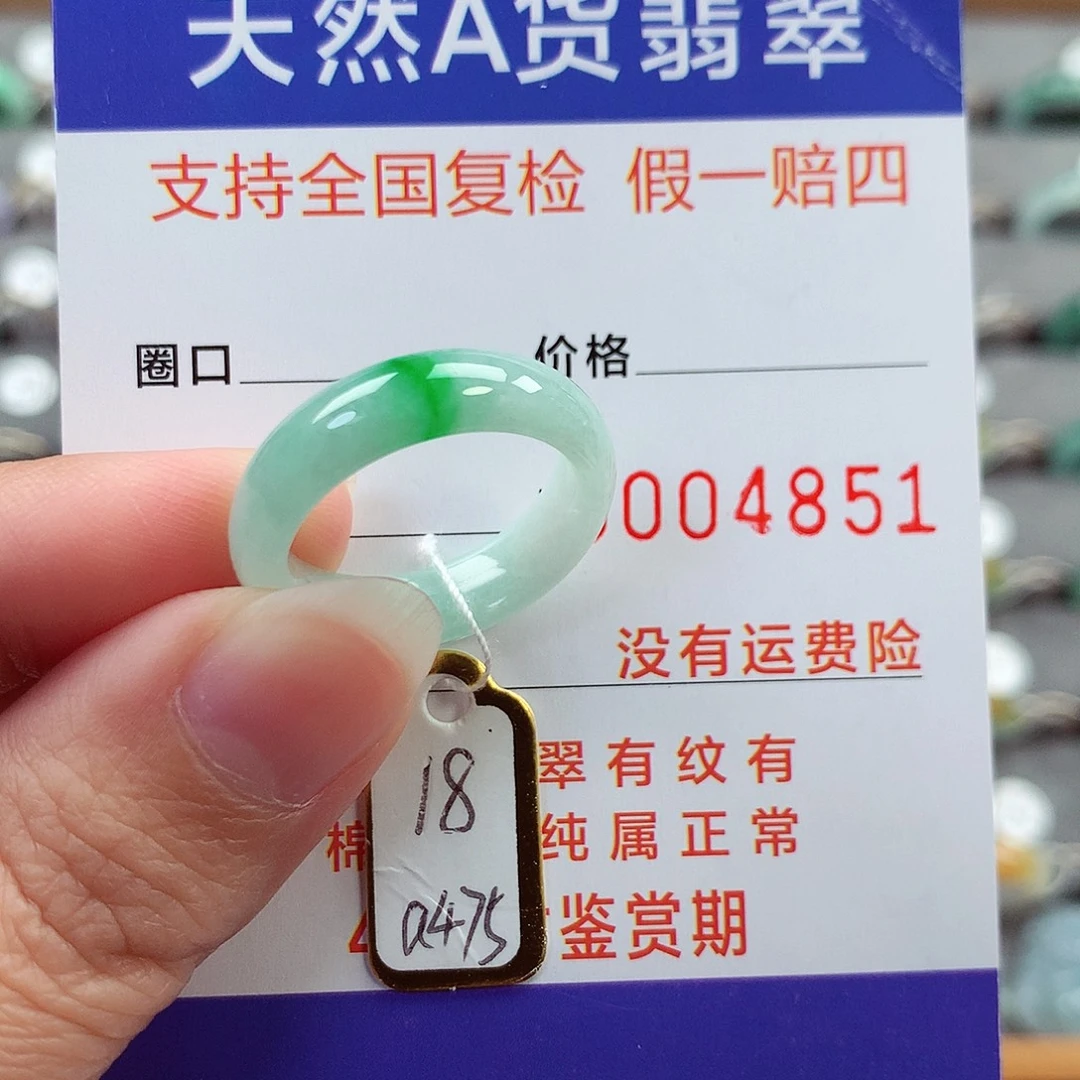 天然A货翡翠
支持全国复检 假一赔四
圈口 价格
004851
没有运费险
翠有纹有
棉 纯属正常
鉴赏期
18
a475